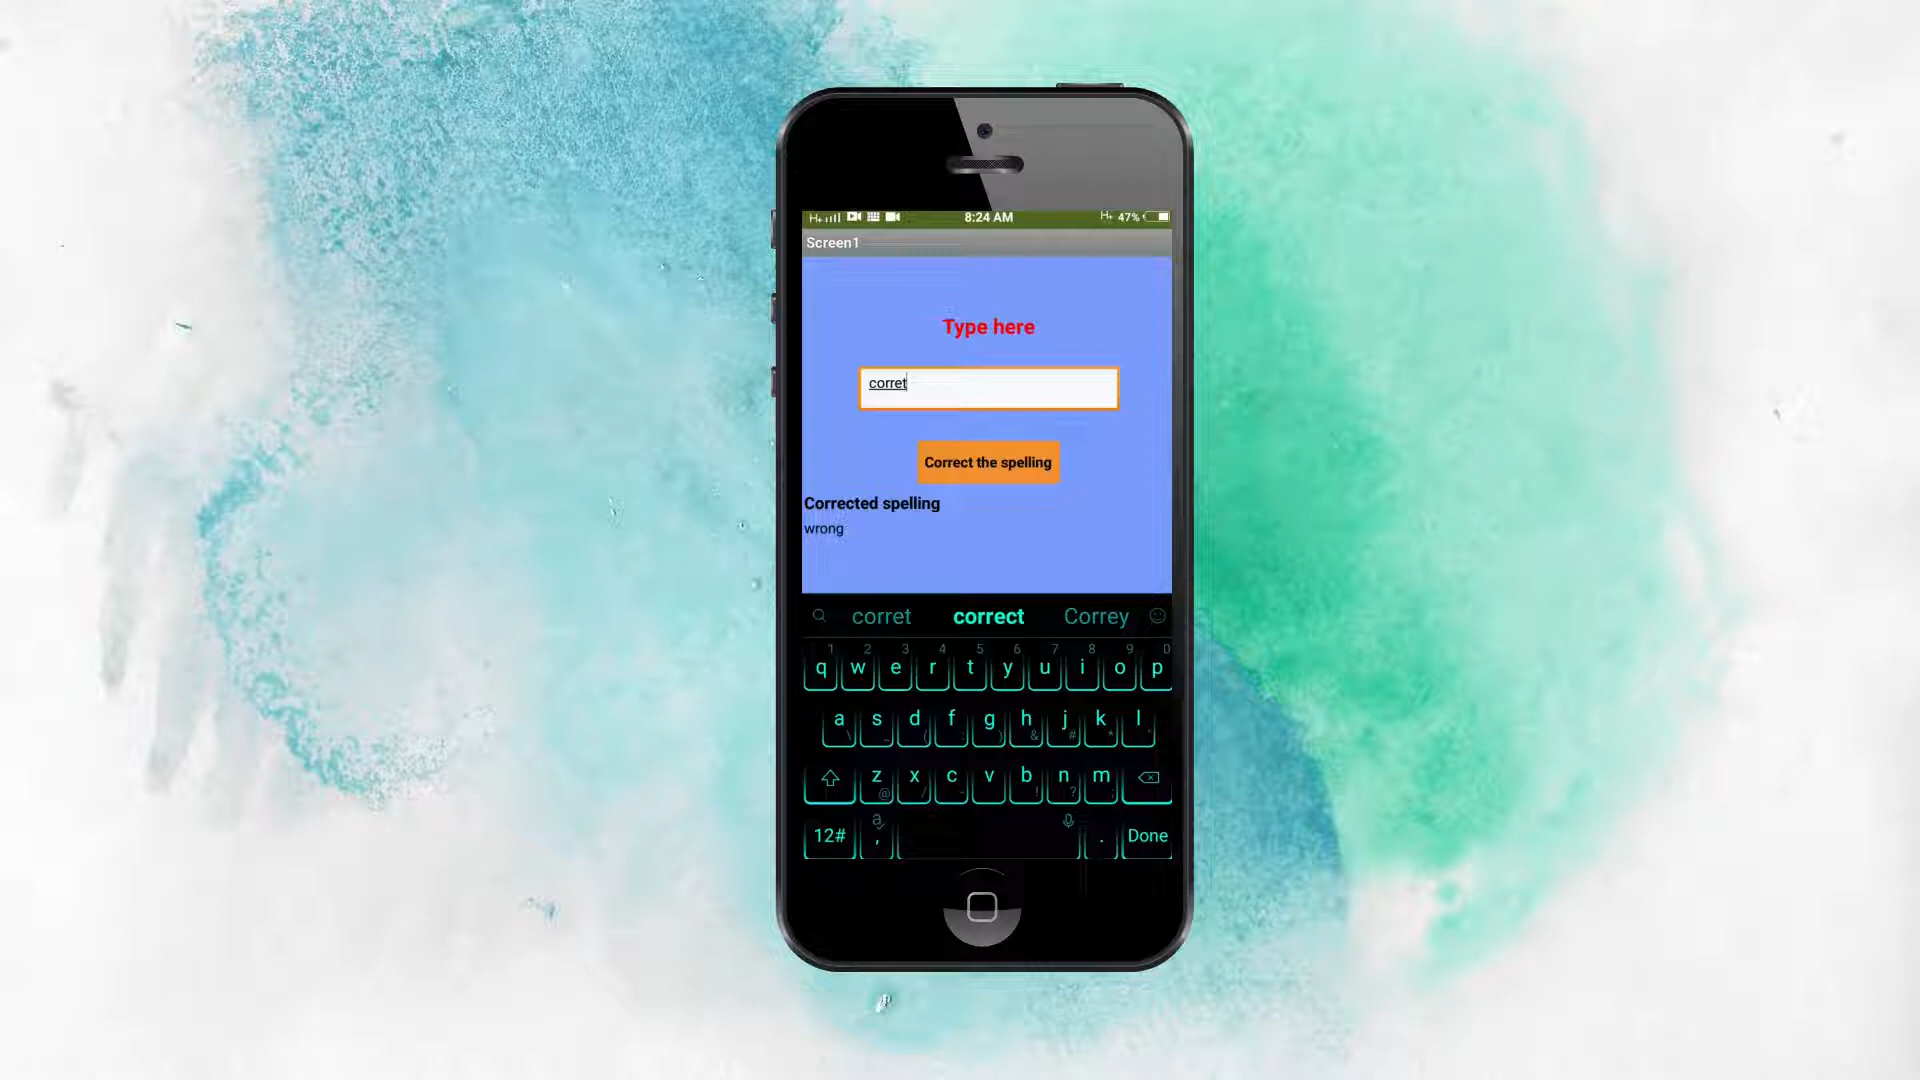 H+ 8:24 AM H+ 47%
Screen1
Type here
corret
Correct the spelling
Corrected spelling
wrong
corret correct Correy
1 2 3 4 5 6 7 8 9 0
q w e r t y u i o p
a s d f g h j k l
\ _ ( : ) & # * "
z x c v b n m
@ / - ! ? ;
12# a , . Done